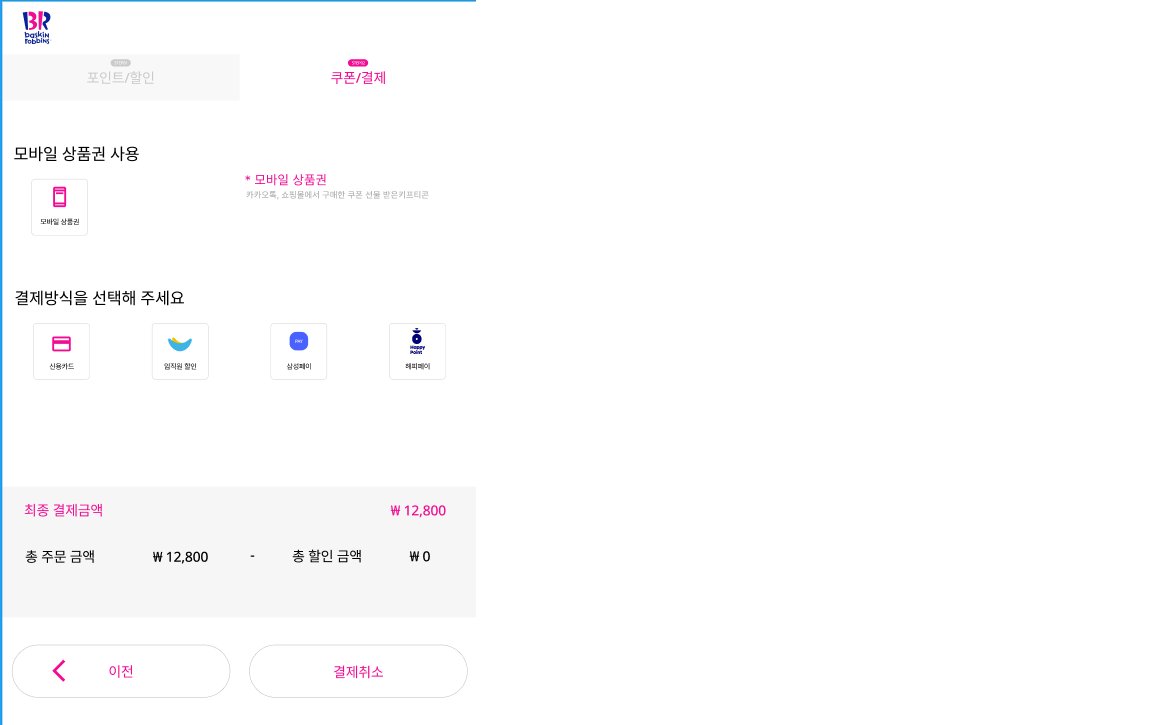 BR
baskin
robbins
포인트/할인
STEP.02
쿠폰/결제
모바일 상품권 사용
모바일 상품권
* 모바일 상품권
카카오톡, 쇼핑몰에서 구매한 쿠폰 선물 받은키프티콘
결제방식을 선택해 주세요
신용카드
임직원 할인
PAY
삼성페이
Happy
Point
해피페이
최종 결제금액 ₩ 12,800
총 주문 금액 ₩ 12,800 - 총 할인 금액 ₩ 0
이전
결제취소